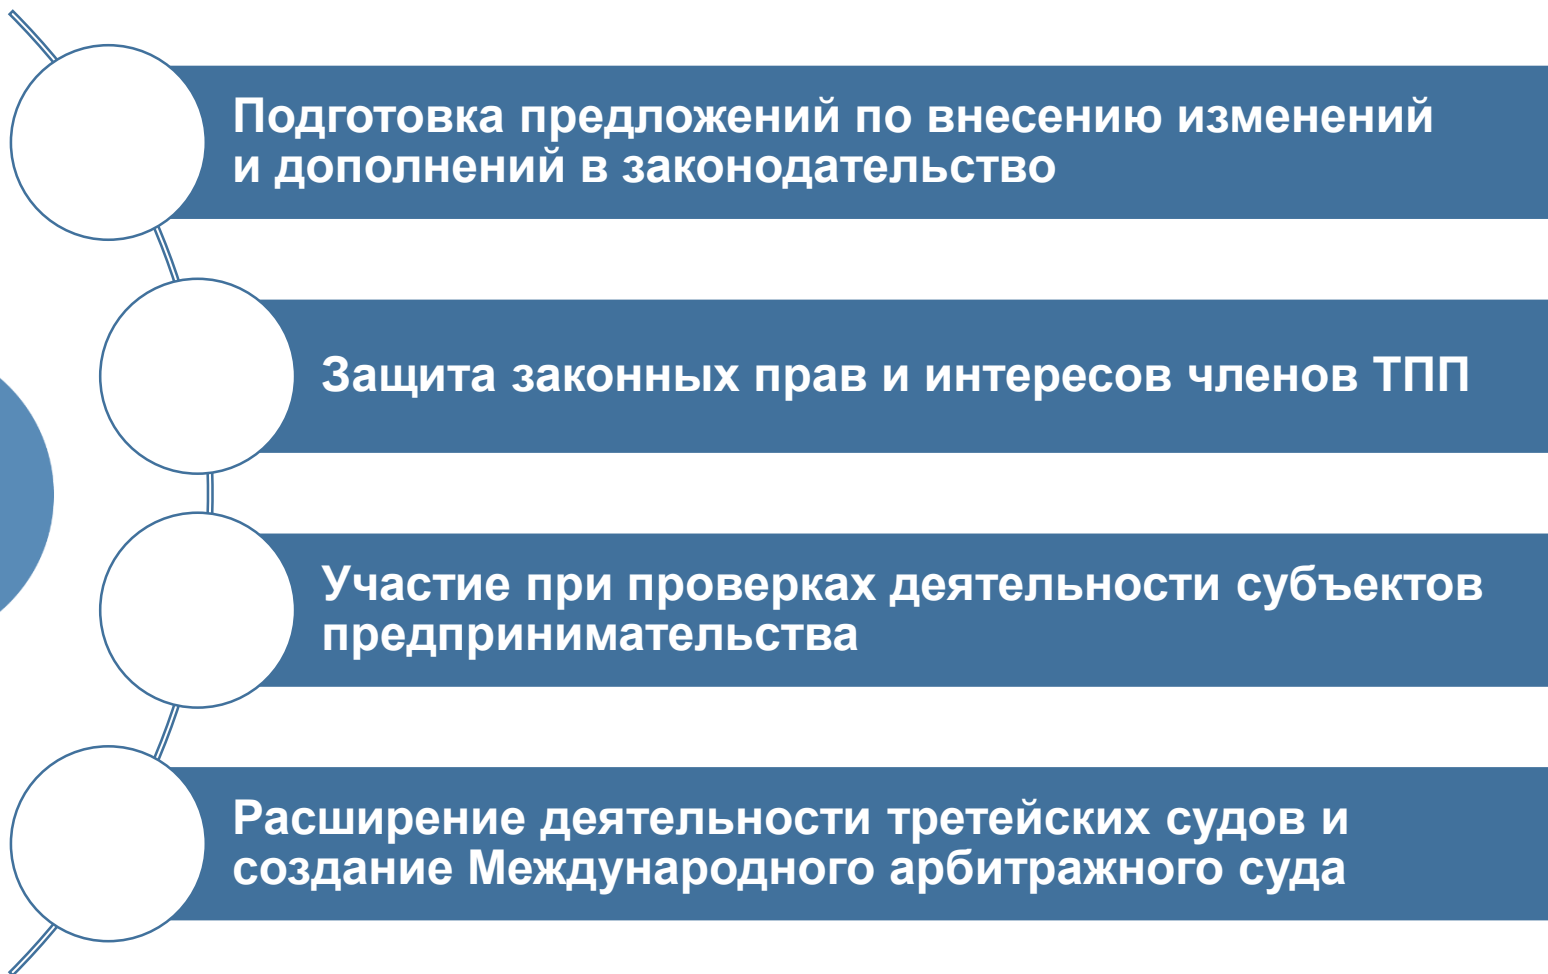 Подготовка предложений по внесению изменений
и дополнений в законодательство
Защита законных прав и интересов членов ТПП
Участие при проверках деятельности субъектов
предпринимательства
Расширение деятельности третейских судов и
создание Международного арбитражного суда